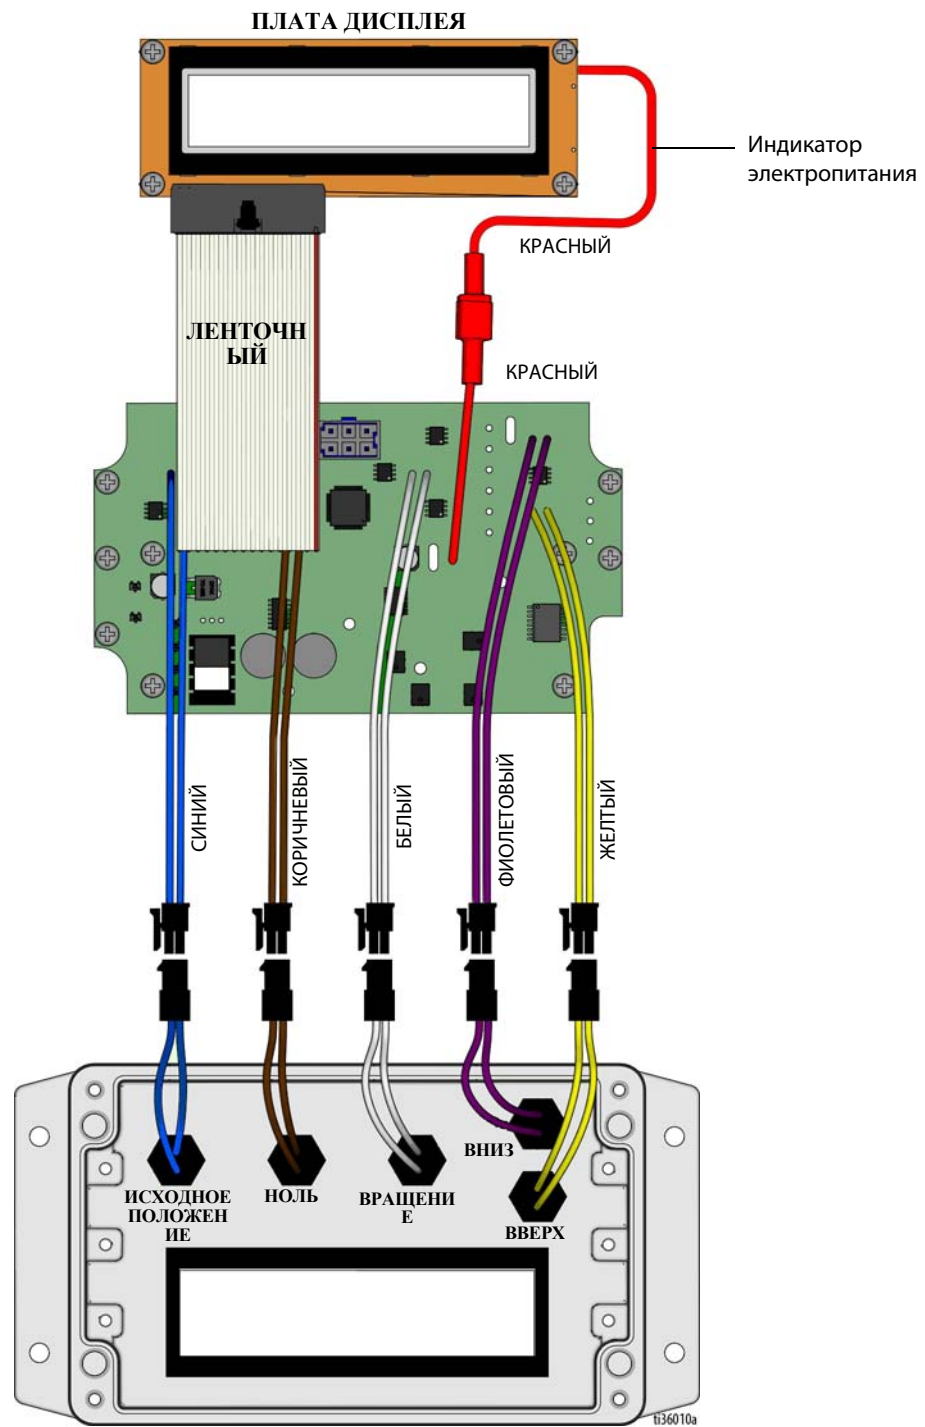 ПЛАТА ДИСПЛЕЯ
Индикатор
электропитания
КРАСНЫЙ
ЛЕНТОЧН
ЫЙ
КРАСНЫЙ
СИНИЙ
КОРИЧНЕВЫЙ
БЕЛЫЙ
ФИОЛЕТОВЫЙ
ЖЕЛТЫЙ
ВНИЗ
ИСХОДНОЕ
ПОЛОЖЕН
ИЕ
НОЛЬ
ВРАЩЕНИ
Е
ВВЕРХ
ti36010a